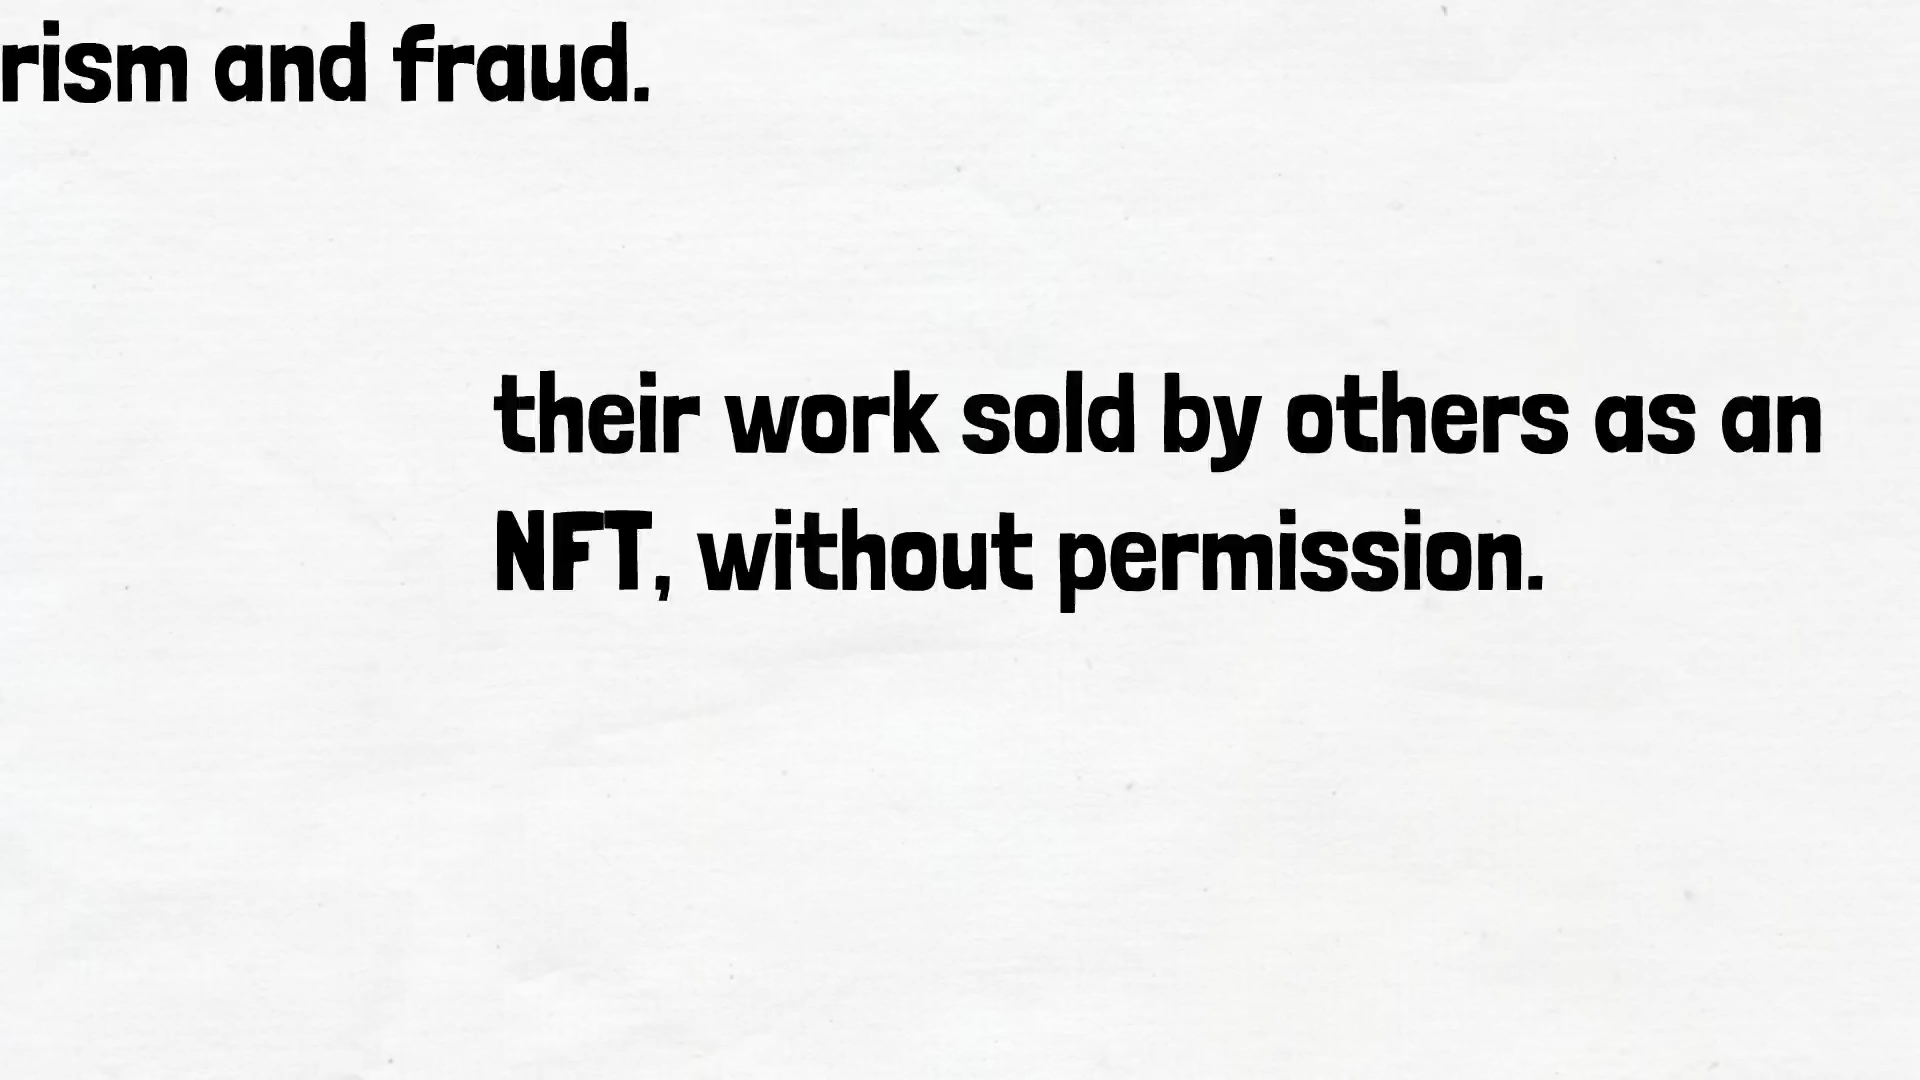 rism and fraud.
their work sold by others as an
NFT, without permission.